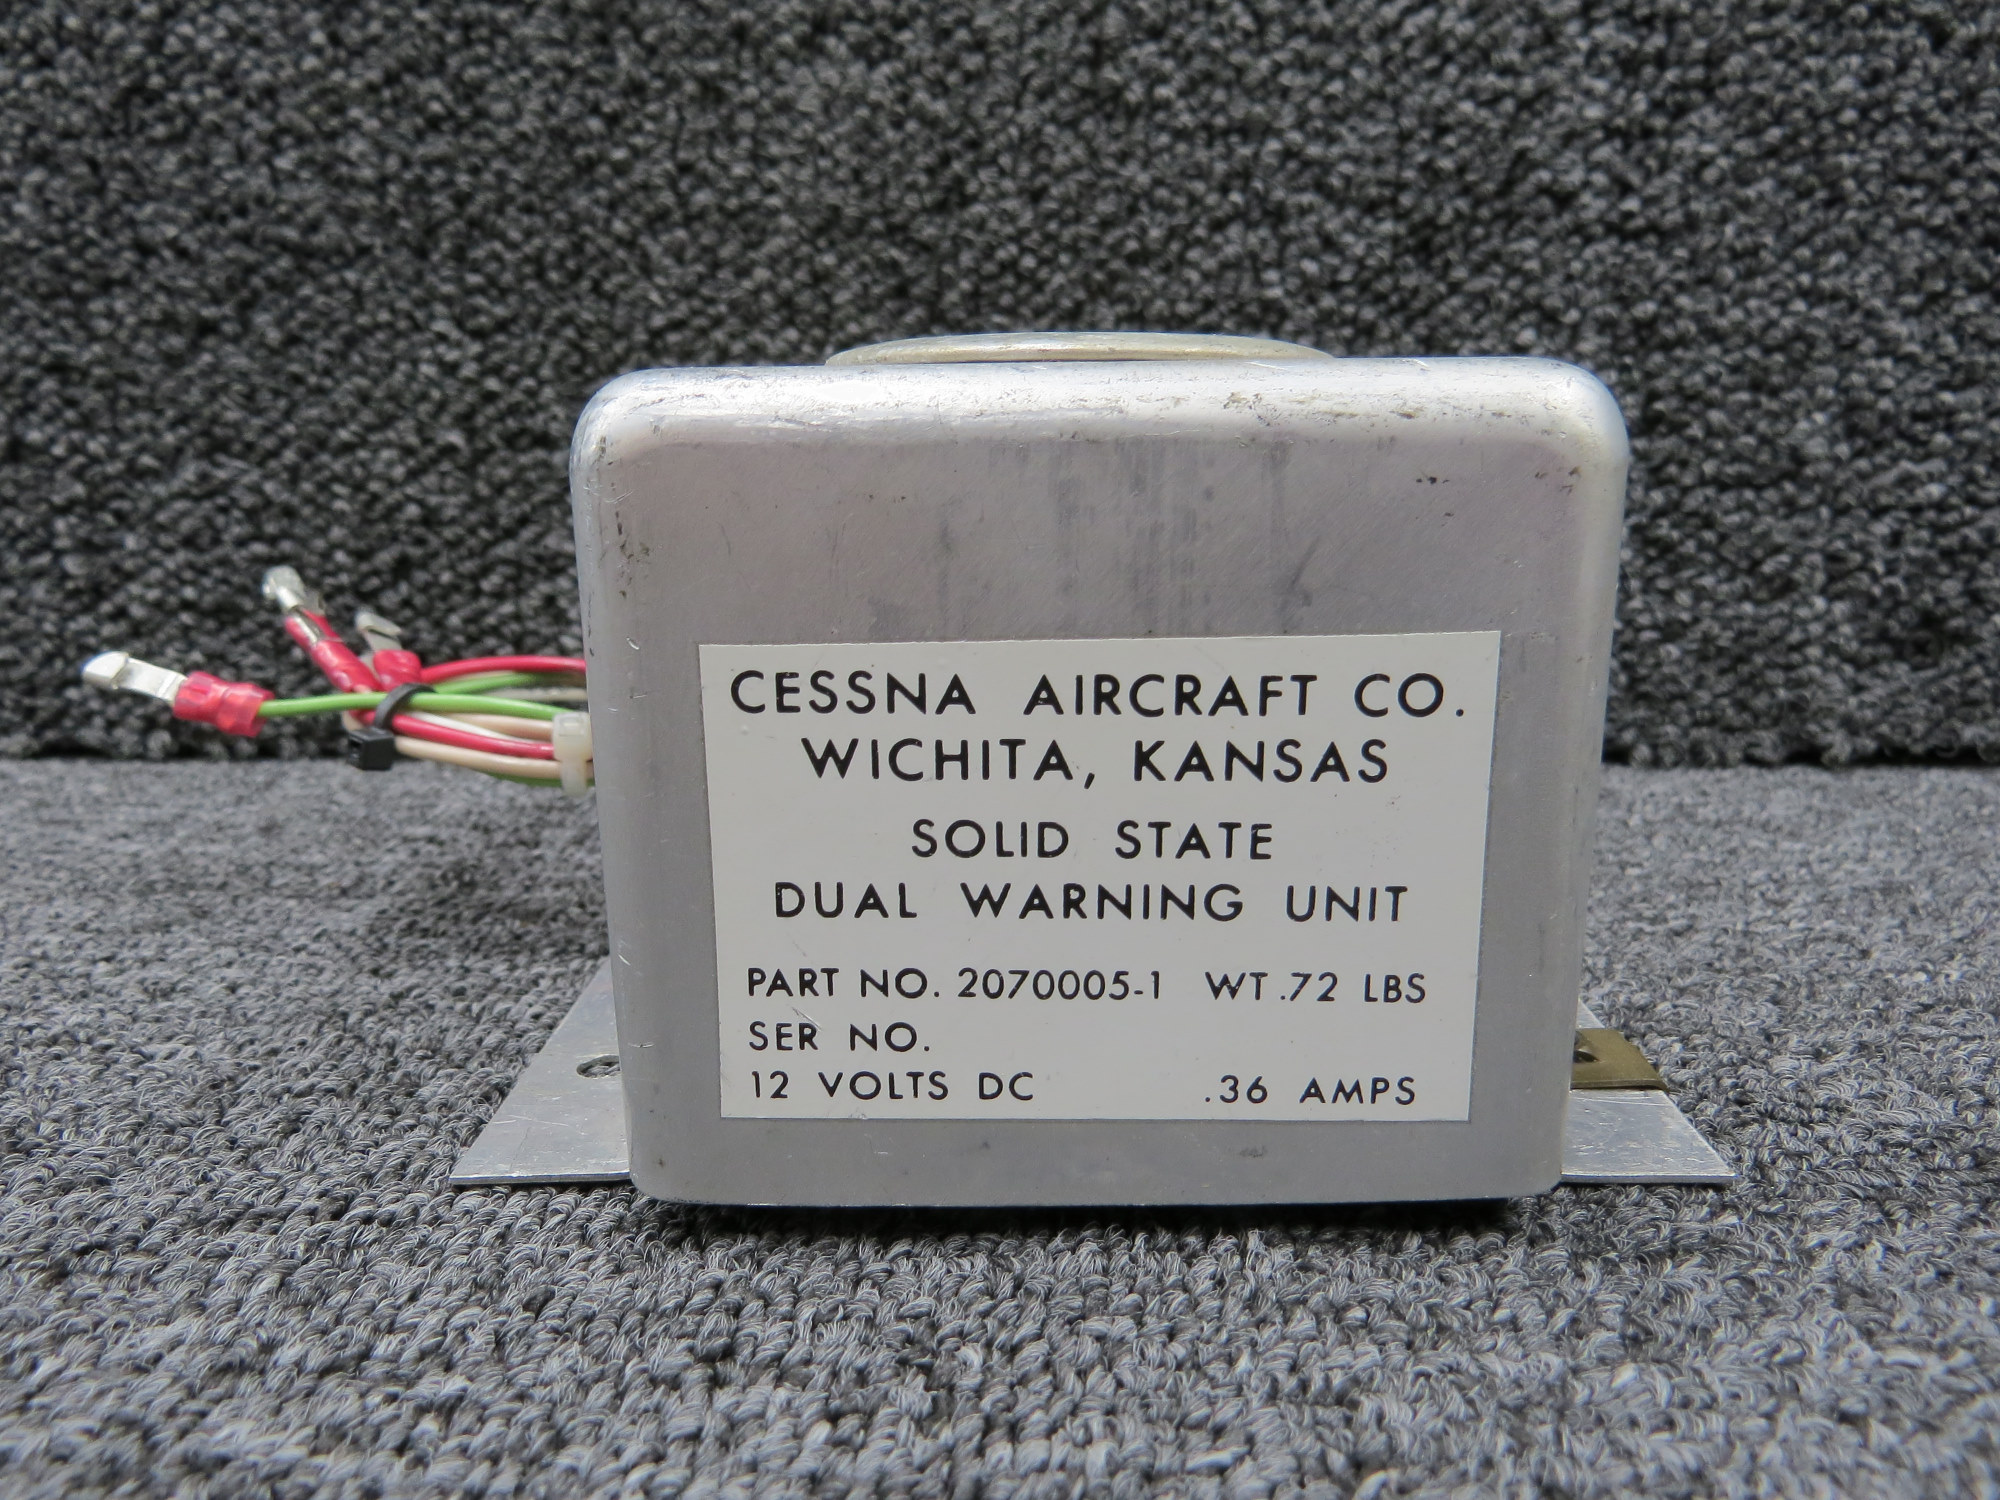 CESSNA AIRCRAFT CO.
WICHITA, KANSAS
SOLID STATE
DUAL WARNING UNIT
PART NO. 2070005-1 WT .72 LBS
SER NO.
12 VOLTS DC .36 AMPS